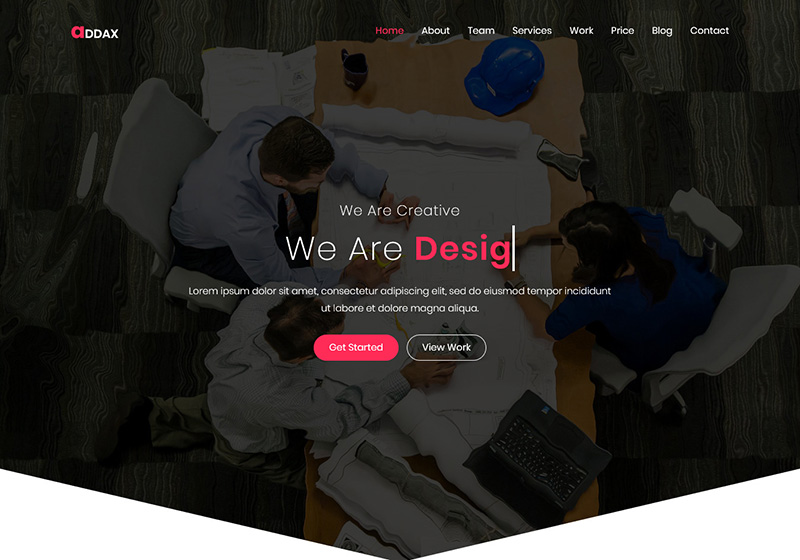 aDDAX
Home About Team Services Work Price Blog Contact
We Are Creative
We Are Desig
Lorem ipsum dolor sit amet, consectetur adipiscing elit, sed do eiusmod tempor incididunt
ut labore et dolore magna aliqua.
Get Started View Work